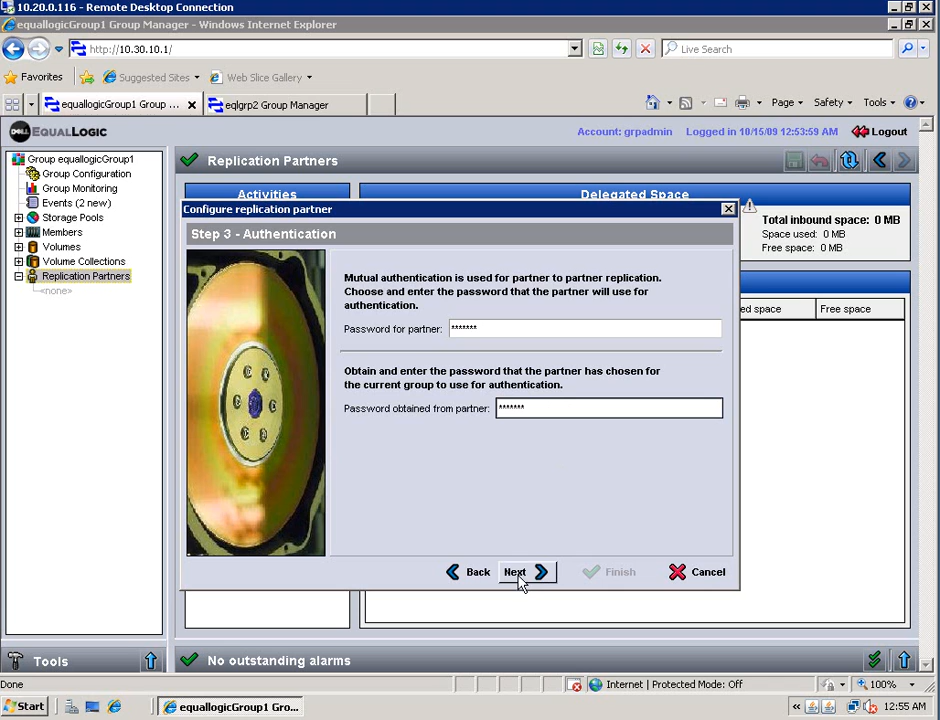 10.20.0.116 - Remote Desktop Connection
equallogicGroup1 Group Manager - Windows Internet Explorer
http://10.30.10.1/
Live Search
Favorites
Suggested Sites
Web Slice Gallery
equallogicGroup1 Group ...
eqlgrp2 Group Manager
Page
Safety
Tools
DELL EQUALLOGIC
Account: grpadmin
Logged in 10/15/09 12:53:59 AM
Logout
Group equallogicGroup1
Group Configuration
Group Monitoring
Events (2 new)
Storage Pools
Members
Volumes
Volume Collections
Replication Partners
<none>
Replication Partners
Activities
Delegated Space
Total inbound space: 0 MB
Space used: 0 MB
Free space: 0 MB
ed space
Free space
Configure replication partner
Step 3 - Authentication
Mutual authentication is used for partner to partner replication.
Choose and enter the password that the partner will use for
authentication.
Password for partner: *******
Obtain and enter the password that the partner has chosen for
the current group to use for authentication.
Password obtained from partner: *******
Back
Next
Finish
Cancel
Tools
No outstanding alarms
Done
Internet | Protected Mode: Off
100%
Start
equallogicGroup1 Gro...
12:55 AM